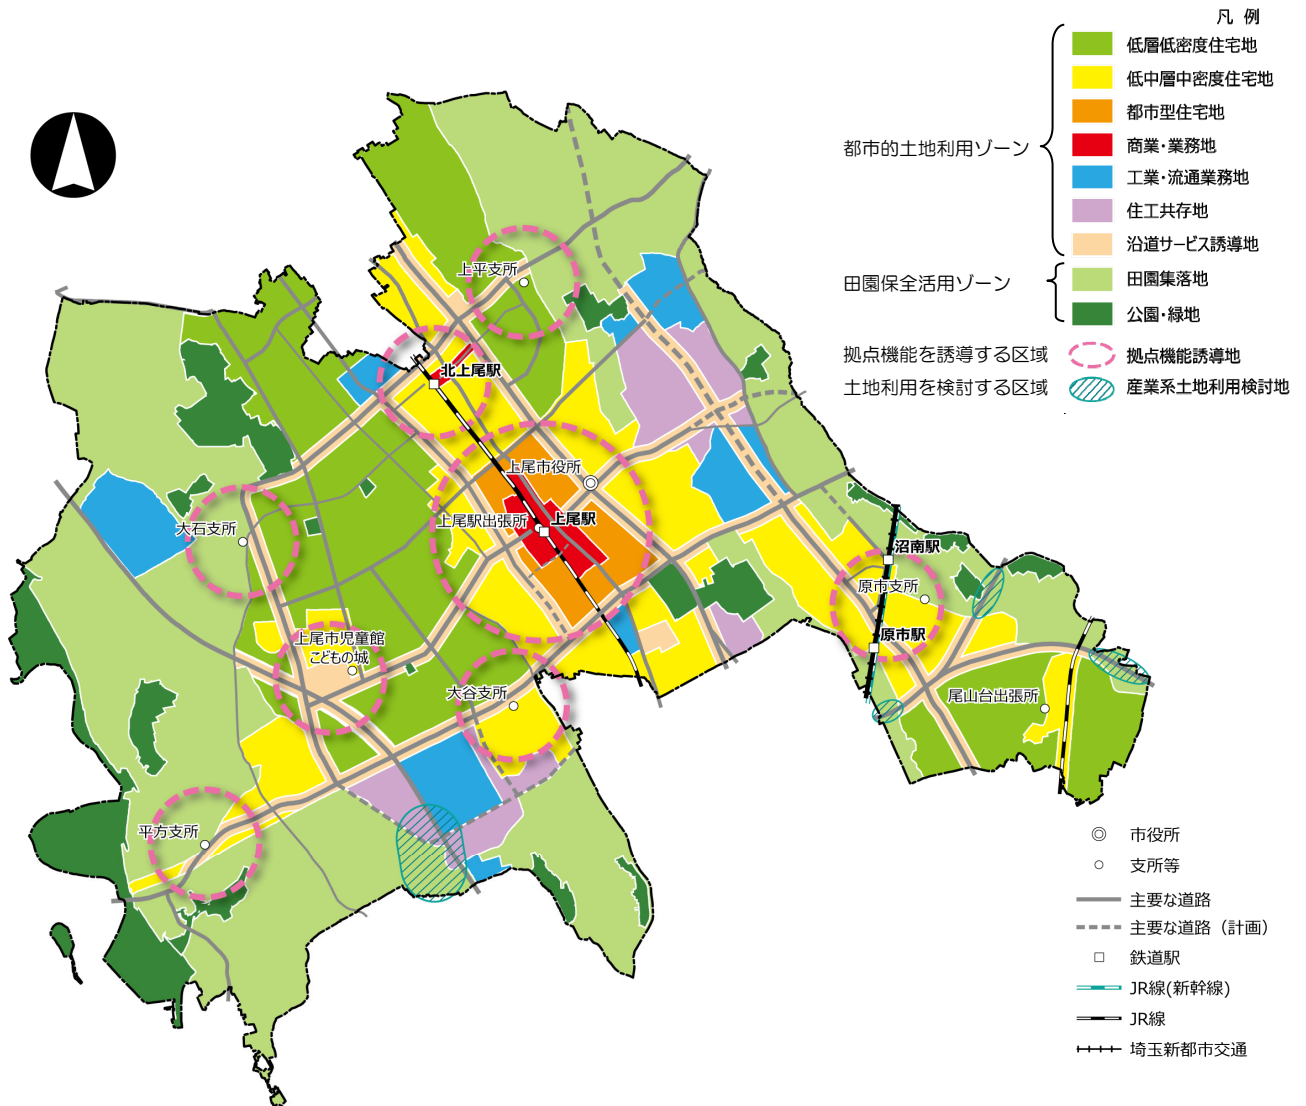 凡 例
低層低密度住宅地
低中層中密度住宅地
都市型住宅地
商業・業務地
工業・流通業務地
住工共存地
沿道サービス誘導地
田園集落地
公園・緑地
拠点機能誘導地
産業系土地利用検討地
都市的土地利用ゾーン
田園保全活用ゾーン
拠点機能を誘導する区域
土地利用を検討する区域
上平支所
北上尾駅
上尾市役所
上尾駅出張所
上尾駅
大石支所
沼南駅
原市支所
原市駅
上尾市児童館
こどもの城
大谷支所
尾山台出張所
平方支所
市役所
支所等
主要な道路
主要な道路（計画）
鉄道駅
JR線(新幹線)
JR線
埼玉新都市交通